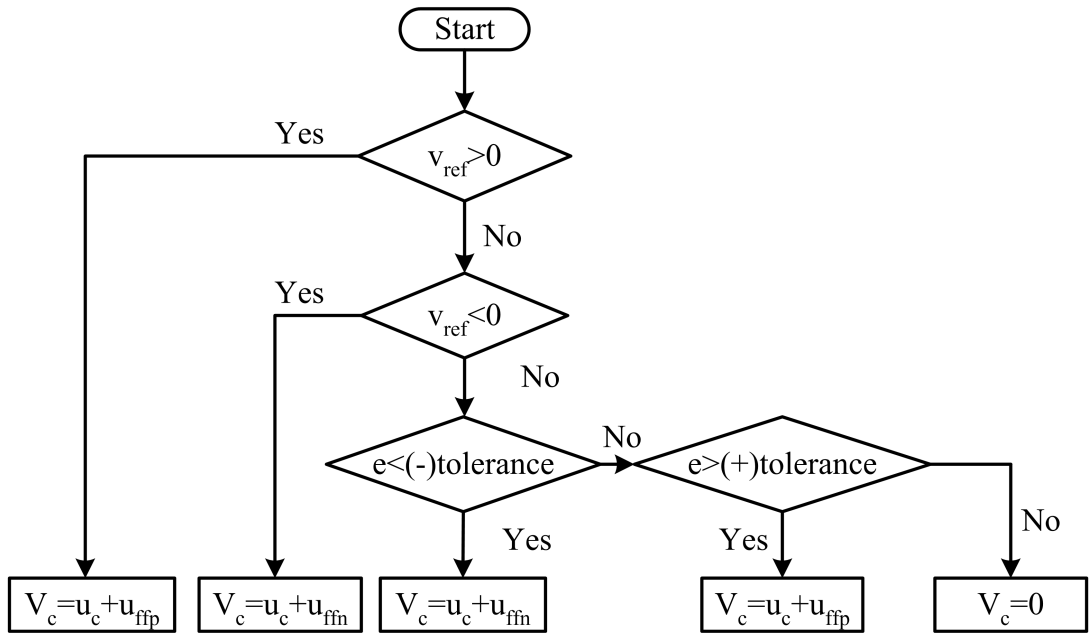 Start
Yes
v_ref>0
No
Yes
v_ref<0
No
e<(-)tolerance
No
e>(+)tolerance
Yes
Yes
No
V_c=u_c+u_ffp
V_c=u_c+u_ffn
V_c=u_c+u_ffn
V_c=u_c+u_ffp
V_c=0